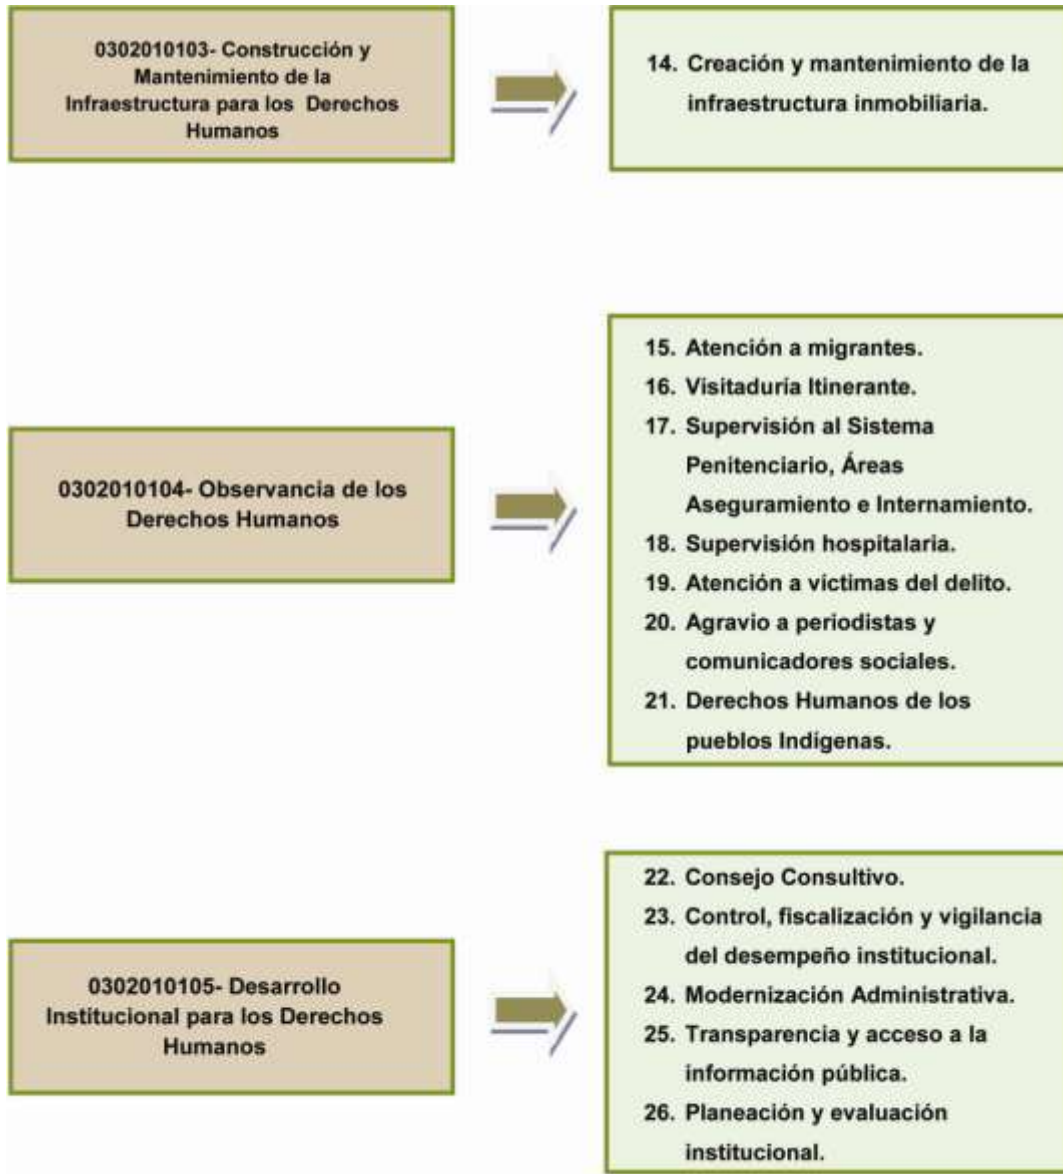 0302010103- Construcción y
Mantenimiento de la
Infraestructura para los Derechos
Humanos
14. Creación y mantenimiento de la
infraestructura inmobiliaria.
0302010104- Observancia de los
Derechos Humanos
15. Atención a migrantes.
16. Visitaduría Itinerante.
17. Supervisión al Sistema
Penitenciario, Áreas
Aseguramiento e Internamiento.
18. Supervisión hospitalaria.
19. Atención a víctimas del delito.
20. Agravio a periodistas y
comunicadores sociales.
21. Derechos Humanos de los
pueblos Indígenas.
0302010105- Desarrollo
Institucional para los Derechos
Humanos
22. Consejo Consultivo.
23. Control, fiscalización y vigilancia
del desempeño institucional.
24. Modernización Administrativa.
25. Transparencia y acceso a la
información pública.
26. Planeación y evaluación
institucional.